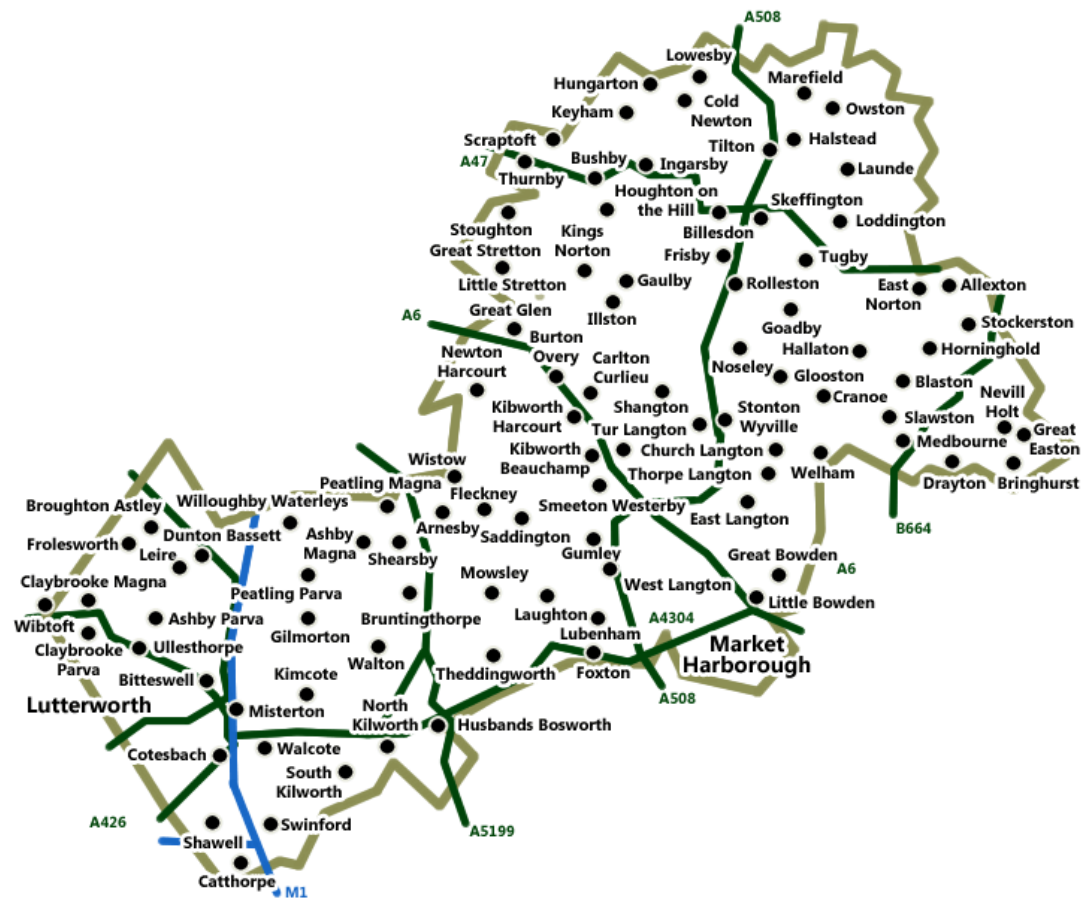 A508
Lowesby
Marefield
Hungarton
Cold
Newton
Keyham
Owston
Scraptoft
Halstead
Tilton
A47
Bushby
Ingarsby
Launde
Thurnby
Houghton on
the Hill
Skeffington
Loddington
Stoughton
Kings
Norton
Billesdon
Great Stretton
Frisby
Tugby
Little Stretton
Gaulby
Rolleston
East
Norton
Allexton
Great Glen
Illston
A6
Goadby
Stockerston
Burton
Overy
Newton
Harcourt
Carlton
Curlieu
Noseley
Hallaton
Horninghold
Glooston
Blaston
Nevill
Holt
Cranoe
Kibworth
Harcourt
Shangton
Stonton
Wyville
Slawston
Great
Easton
Tur Langton
Medbourne
Kibworth
Beauchamp
Church Langton
Wistow
Thorpe Langton
Welham
Drayton
Bringhurst
Peatling Magna
Fleckney
Broughton Astley
Willoughby Waterleys
Smeeton Westerby
East Langton
B664
Arnesby
Saddington
Frolesworth
Dunton Bassett
Leire
Ashby
Magna
Shearsby
Gumley
Great Bowden
A6
Claybrooke Magna
Mowsley
West Langton
Peatling Parva
Little Bowden
Wibtoft
Ashby Parva
Bruntingthorpe
Laughton
A4304
Gilmorton
Lubenham
Claybrooke
Parva
Ullesthorpe
Market
Harborough
Walton
Theddingworth
Foxton
Bitteswell
Kimcote
A508
Lutterworth
Misterton
North
Kilworth
Husbands Bosworth
Cotesbach
Walcote
South
Kilworth
A426
Swinford
A5199
Shawell
Catthorpe
M1